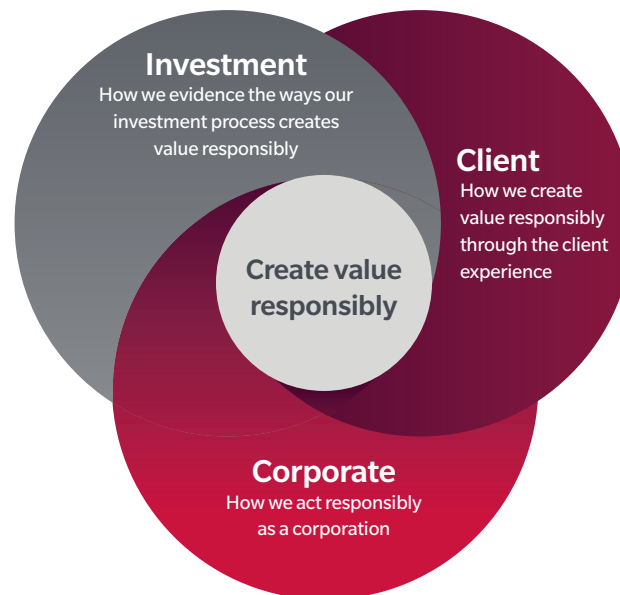 Investment
How we evidence the ways our
investment process creates
value responsibly
Client
How we create
value responsibly
through the client
experience
Create value
responsibly
Corporate
How we act responsibly
as a corporation